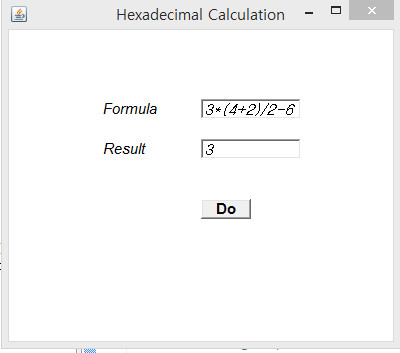 Hexadecimal Calculation
Formula 3*(4+2)/2-6
Result 3
Do